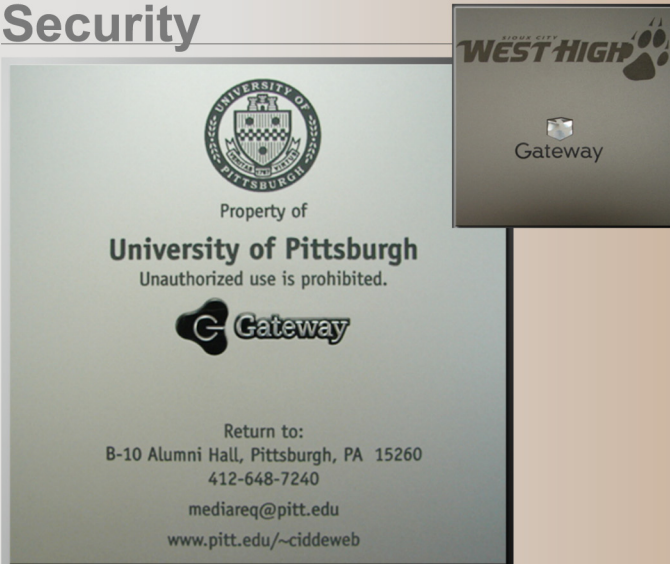 Security
SIOUX CITY
WEST HIGH
Gateway
UNIVERSITY OF
PITTSBURGH
Property of
University of Pittsburgh
Unauthorized use is prohibited.
Gateway
Return to:
B-10 Alumni Hall, Pittsburgh, PA 15260
412-648-7240
mediareq@pitt.edu
www.pitt.edu/~ciddeweb